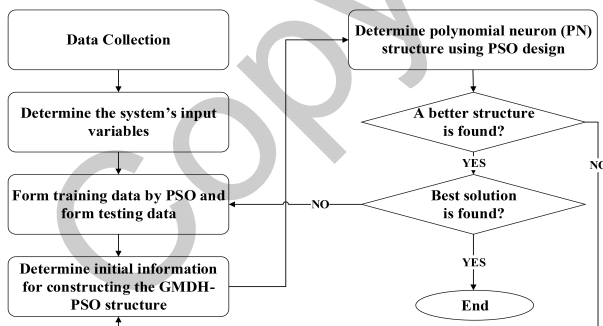 Data Collection
Determine the system's input
variables
Form training data by PSO and
form testing data
Determine initial information
for constructing the GMDH-
PSO structure
Determine polynomial neuron (PN)
structure using PSO design
A better structure
is found?
YES
NO
Best solution
is found?
NO
YES
End
Copy